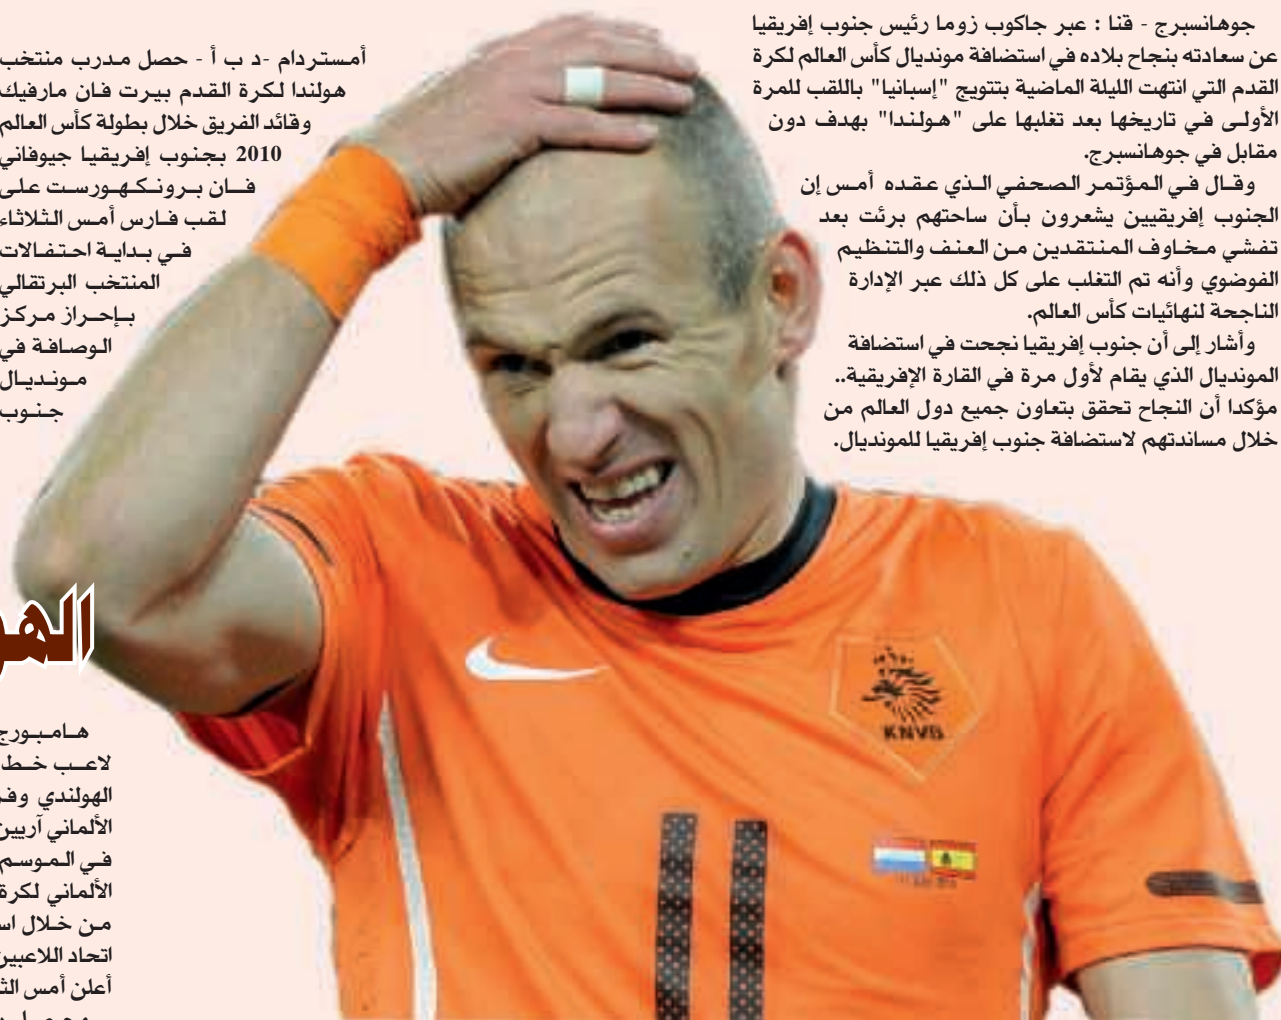 جوهانسبرج - قنا : عبر جاكوب زوما رئيس جنوب إفريقيا
عن سعادته بنجاح بلاده في استضافة مونديال كأس العالم لكرة
القدم التي انتهت الليلة الماضية بتتويج "إسبانيا" باللقب للمرة
الأولى في تاريخها بعد تغلبها على "هولندا" بهدف دون
مقابل في جوهانسبرج.
وقال في المؤتمر الصحفي الذي عقده أمس إن
الجنوب إفريقيين يشعرون بأن ساحتهم برئت بعد
تفشي مخاوف المنتقدين من العنف والتنظيم
الفوضوي وأنه تم التغلب على كل ذلك عبر الإدارة
الناجحة لنهائيات كأس العالم.
وأشار إلى أن جنوب إفريقيا نجحت في استضافة
المونديال الذي يقام لأول مرة في القارة الإفريقية..
مؤكدا أن النجاح تحقق بتعاون جميع دول العالم من
خلال مساندتهم لاستضافة جنوب إفريقيا للمونديال.
أمستردام -د ب أ - حصل مدرب منتخب
هولندا لكرة القدم بيرت فان مارفيك
وقائد الفريق خلال بطولة كأس العالم
2010 بجنوب إفريقيا جيوفاني
فان برونكهورست على
لقب فارس أمس الثلاثاء
في بداية احتفالات
المنتخب البرتقالي
بإحراز مركز
الوصافة في
مونديال
جنوب
هامبورج
لاعب خط
الهولندي
الألماني آريين
في الموسم
الألماني لكرة
من خلال
اتحاد اللاعبين
أعلن أمس
KNVB
11